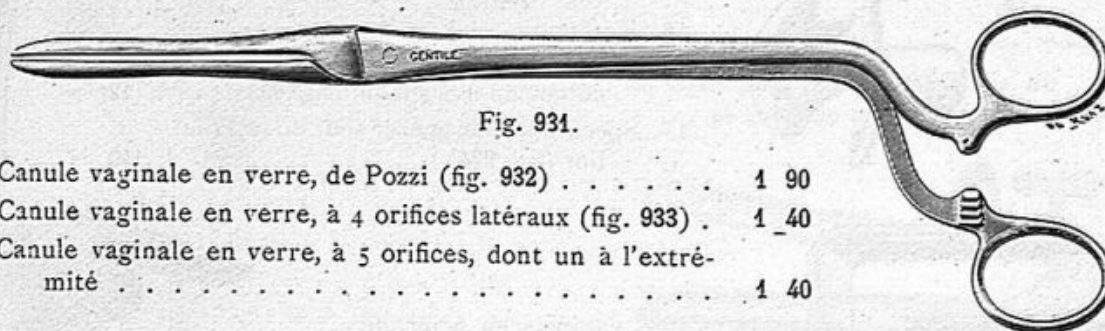 GENTILE
Fig. 931.
Canule vaginale en verre, de Pozzi (fig. 932) . . . . . . . 1 90
Canule vaginale en verre, à 4 orifices latéraux (fig. 933) . 1 40
Canule vaginale en verre, à 5 orifices, dont un à l'extré-
mité . . . . . . . . . . . . . . . . . . . . . . 1 40